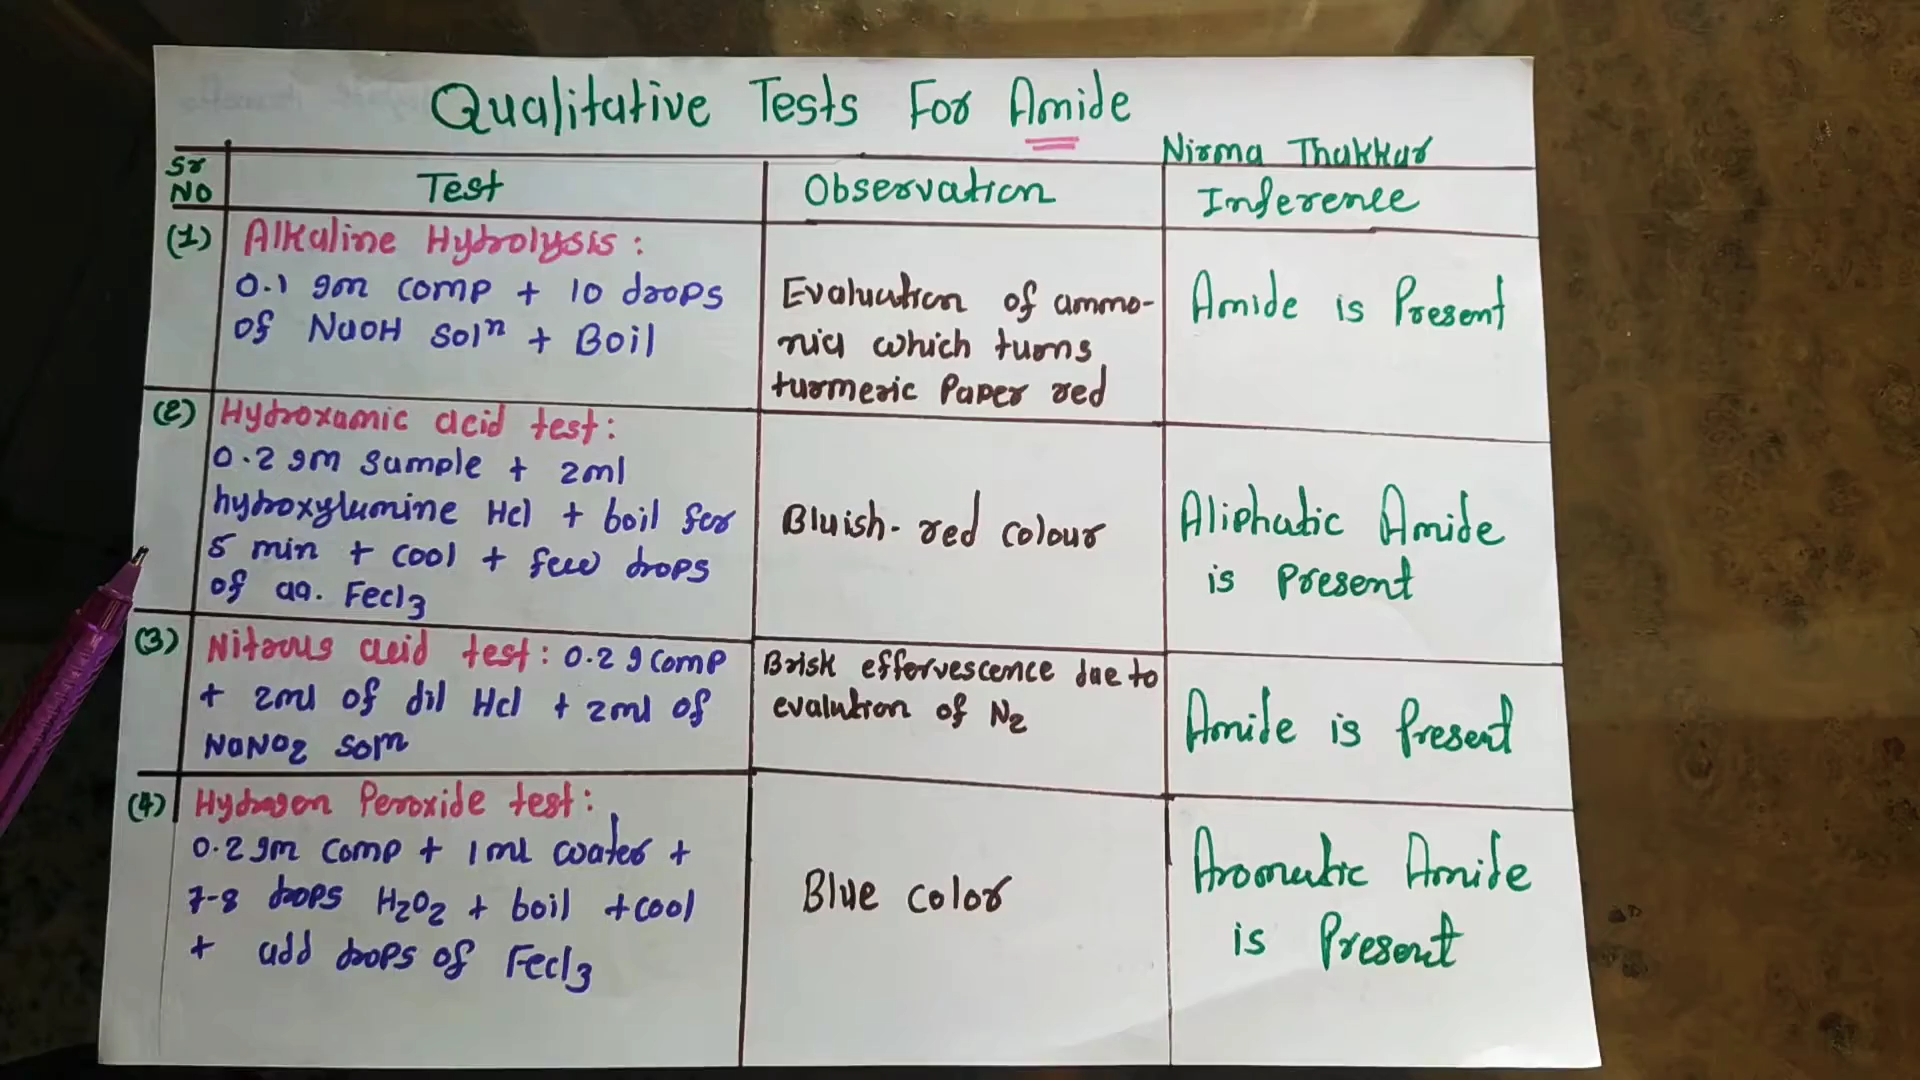 Qualitative Tests For Amide
Nirma Thakkar
Sr
NO
Test
Observation
Inference
(1)
Alkaline Hydrolysis :
0.1 gm comp + 10 drops
of NaOH solⁿ + Boil
Evaluation of ammo-
nia which turns
turmeric Paper red
Amide is Present
(2)
Hydroxamic acid test :
0.2 gm sample + 2ml
hydroxylamine Hcl + boil for
5 min + cool + few drops
of aq. Fecl3
Bluish-red colour
Aliphatic Amide
is present
(3)
Nitrous acid test : 0.2 g comp
+ 2ml of dil Hcl + 2ml of
NaNO2 solⁿ
Brisk effervescence due to
evalution of N2
Amide is Present
(4)
Hydrogen Peroxide test :
0.2 gm comp + 1 ml water +
7-8 drops H2O2 + boil + cool
+ add drops of Fecl3
Blue color
Aromatic Amide
is Present